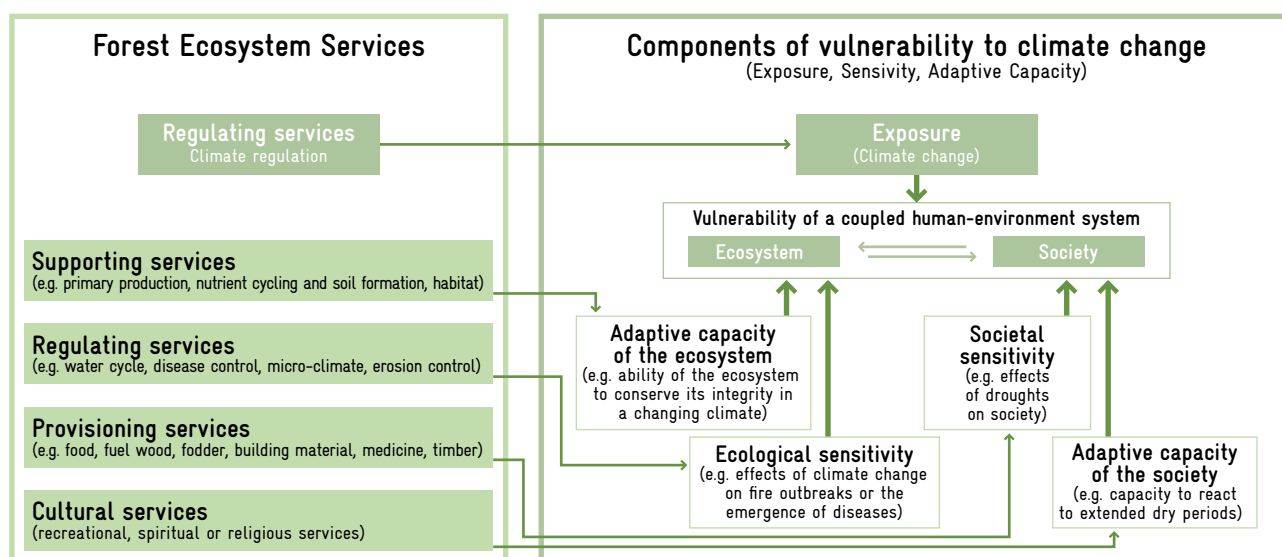 Forest Ecosystem Services
Regulating services
Climate regulation
Supporting services
(e.g. primary production, nutrient cycling and soil formation, habitat)
Regulating services
(e.g. water cycle, disease control, micro-climate, erosion control)
Provisioning services
(e.g. food, fuel wood, fodder, building material, medicine, timber)
Cultural services
(recreational, spiritual or religious services)
Components of vulnerability to climate change
(Exposure, Sensivity, Adaptive Capacity)
Exposure
(Climate change)
Vulnerability of a coupled human-environment system
Ecosystem
Society
Adaptive capacity
of the ecosystem
(e.g. ability of the ecosystem
to conserve its integrity in
a changing climate)
Societal
sensitivity
(e.g. effects
of droughts
on society)
Ecological sensitivity
(e.g. effects of climate change
on fire outbreaks or the
emergence of diseases)
Adaptive capacity
of the society
(e.g. capacity to react
to extended dry periods)